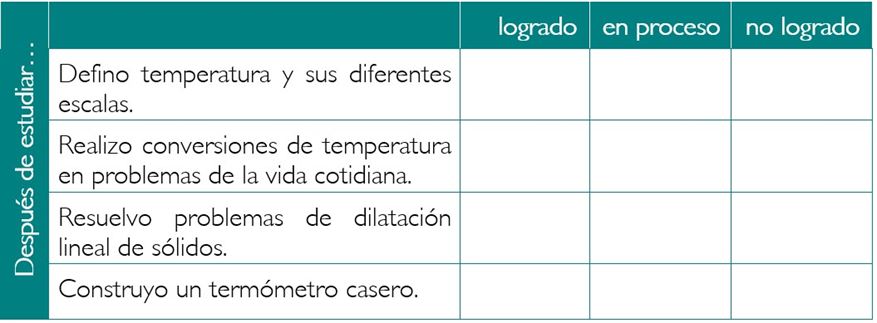 logrado en proceso no logrado
Después de estudiar...
Defino temperatura y sus diferentes
escalas.
Realizo conversiones de temperatura
en problemas de la vida cotidiana.
Resuelvo problemas de dilatación
lineal de sólidos.
Construyo un termómetro casero.